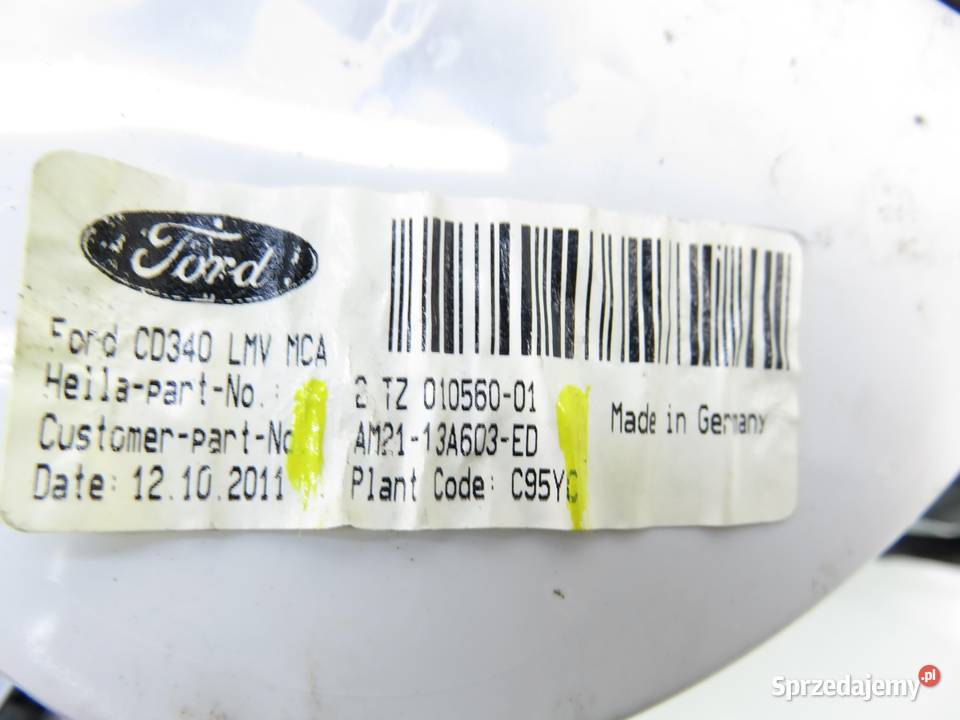 Ford
Ford CD340 LMV MCA
Hella-part-No.: 2 TZ 010560-01
Customer-part-No. AM21-13A603-ED
Made in Germany
Date: 12.10.2011 Plant Code: C95YC
Sprzedajemy.pl